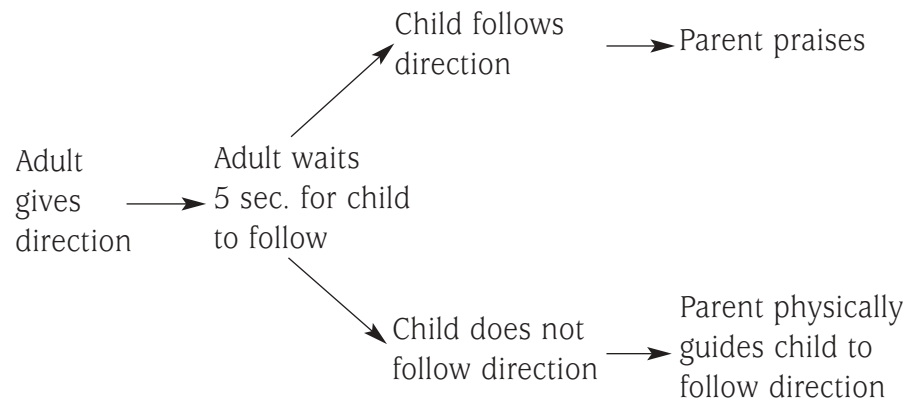 Adult
gives
direction
Adult waits
5 sec. for child
to follow
Child follows
direction
Parent praises
Child does not
follow direction
Parent physically
guides child to
follow direction